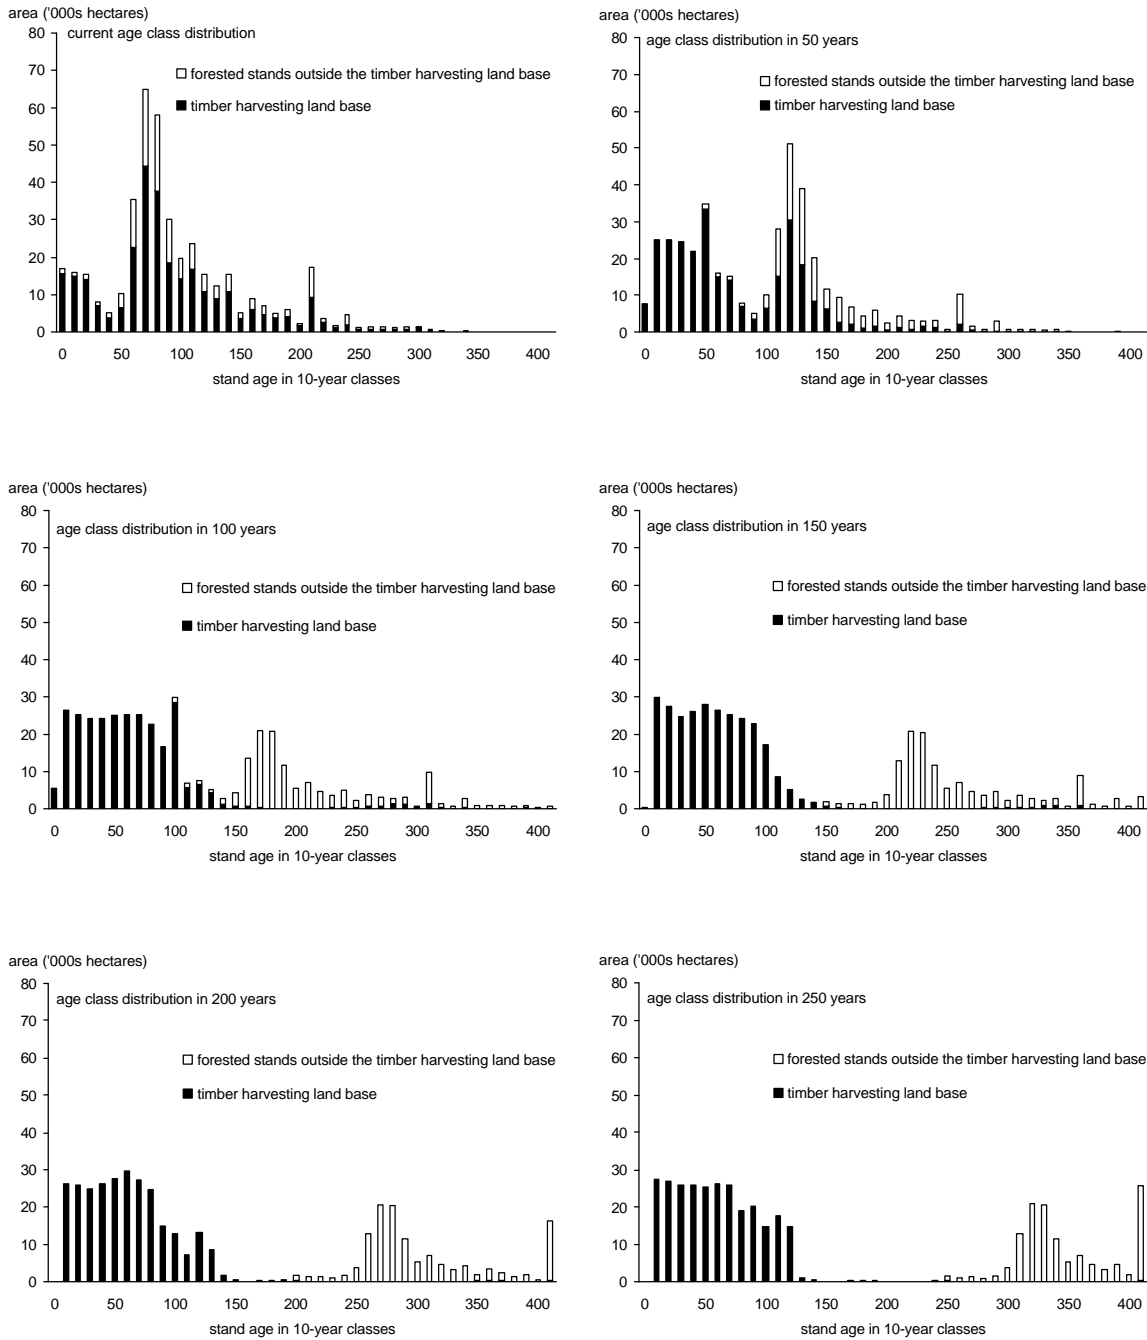 area ('000s hectares)
current age class distribution
forested stands outside the timber harvesting land base
timber harvesting land base
80
70
60
50
40
30
20
10
0
0 50 100 150 200 250 300 350 400
stand age in 10-year classes
area ('000s hectares)
age class distribution in 50 years
forested stands outside the timber harvesting land base
timber harvesting land base
80
70
60
50
40
30
20
10
0
0 50 100 150 200 250 300 350 400
stand age in 10-year classes
area ('000s hectares)
age class distribution in 100 years
forested stands outside the timber harvesting land base
timber harvesting land base
80
70
60
50
40
30
20
10
0
0 50 100 150 200 250 300 350 400
stand age in 10-year classes
area ('000s hectares)
age class distribution in 150 years
forested stands outside the timber harvesting land base
timber harvesting land base
80
70
60
50
40
30
20
10
0
0 50 100 150 200 250 300 350 400
stand age in 10-year classes
area ('000s hectares)
age class distribution in 200 years
forested stands outside the timber harvesting land base
timber harvesting land base
80
70
60
50
40
30
20
10
0
0 50 100 150 200 250 300 350 400
stand age in 10-year classes
area ('000s hectares)
age class distribution in 250 years
forested stands outside the timber harvesting land base
timber harvesting land base
80
70
60
50
40
30
20
10
0
0 50 100 150 200 250 300 350 400
stand age in 10-year classes